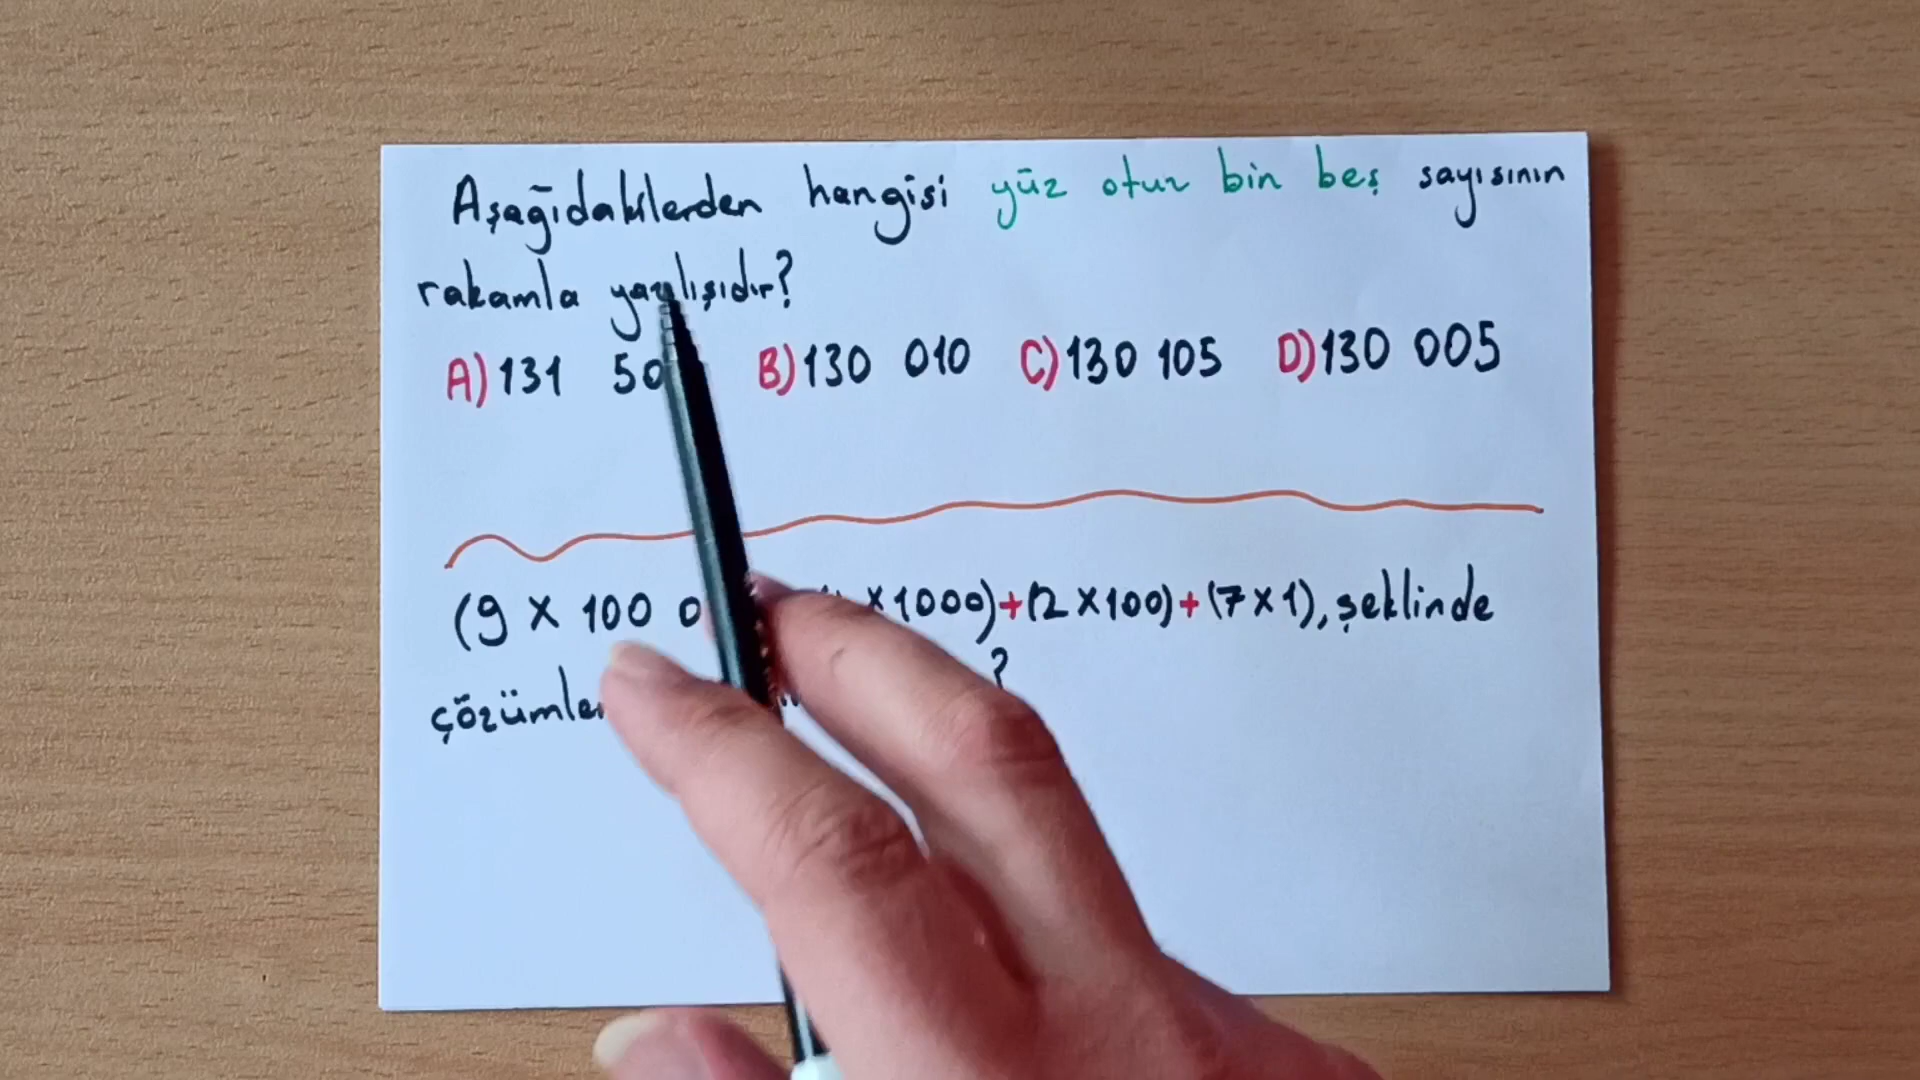 Aşağıdakilerden hangisi yüz otuz bin beş sayısının
rakamla yazılışıdır?
A) 131 50 B) 130 010 C) 130 105 D) 130 005
(9 X 100 0 X 1000) + (2 X 100) + (7 X 1), şeklinde
?